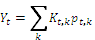 Y_t = \sum_k K_{t,k} p_{t,k}